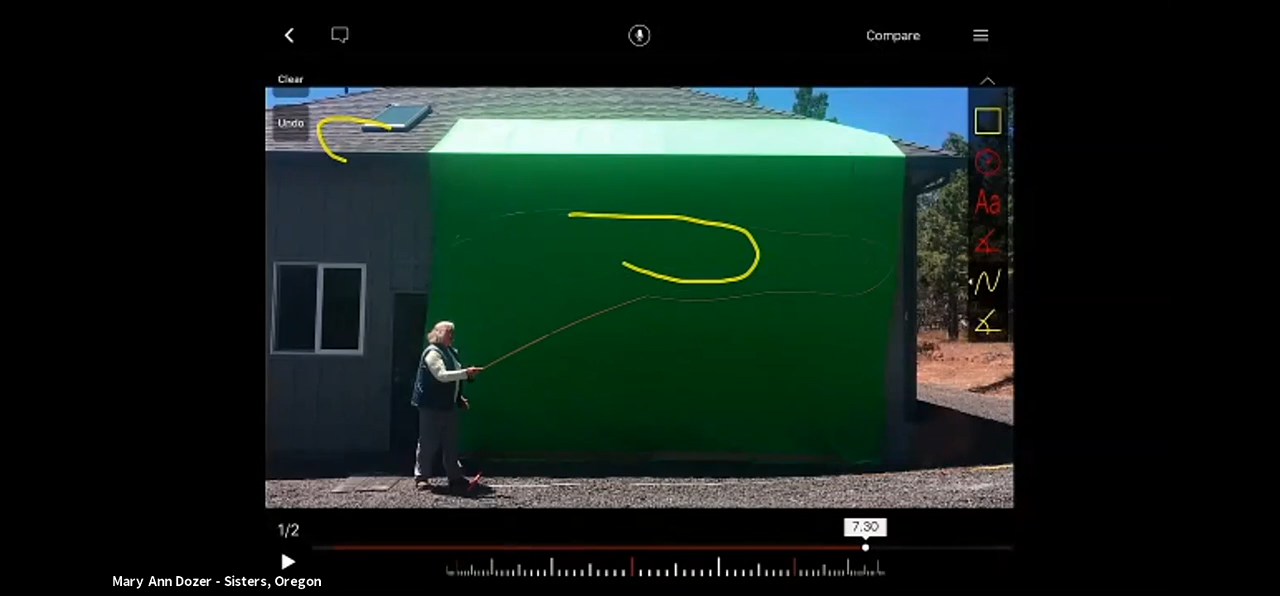 Compare
Clear
Undo
Aa
1/2
7.30
Mary Ann Dozer - Sisters, Oregon